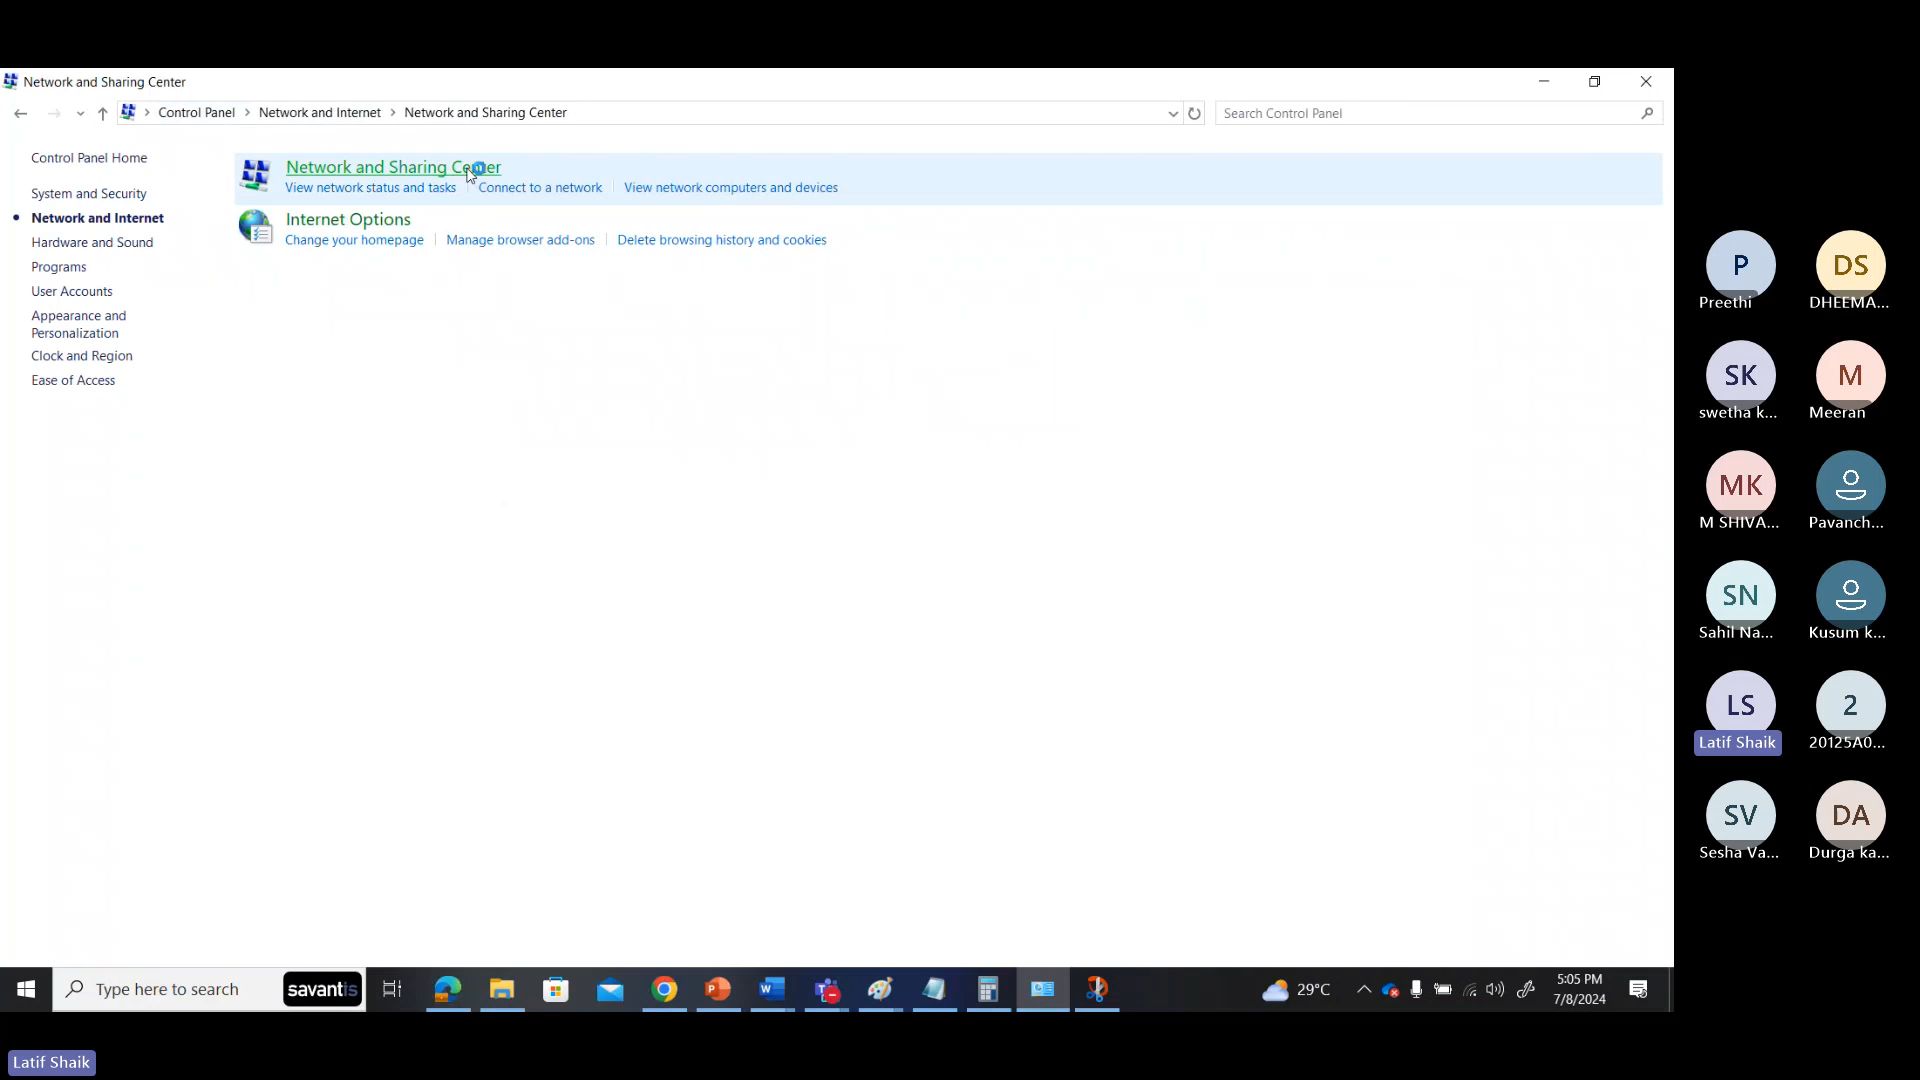 Network and Sharing Center
Control Panel > Network and Internet > Network and Sharing Center
Search Control Panel
Control Panel Home
System and Security
Network and Internet
Hardware and Sound
Programs
User Accounts
Appearance and
Personalization
Clock and Region
Ease of Access
Network and Sharing Center
View network status and tasks
Connect to a network
View network computers and devices
Internet Options
Change your homepage
Manage browser add-ons
Delete browsing history and cookies
P
Preethi
DS
DHEEMA...
SK
swetha k...
M
Meeran
MK
M SHIVA...
Pavanch...
SN
Sahil Na...
Kusum k...
LS
Latif Shaik
2
20125A0...
SV
Sesha Va...
DA
Durga ka...
Type here to search
savantis
29°C
5:05 PM
7/8/2024
Latif Shaik